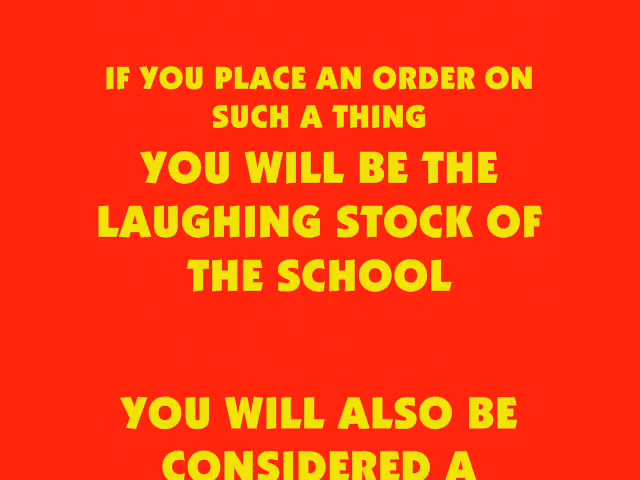 IF YOU PLACE AN ORDER ON
SUCH A THING
YOU WILL BE THE
LAUGHING STOCK OF
THE SCHOOL
YOU WILL ALSO BE
CONSIDERED A